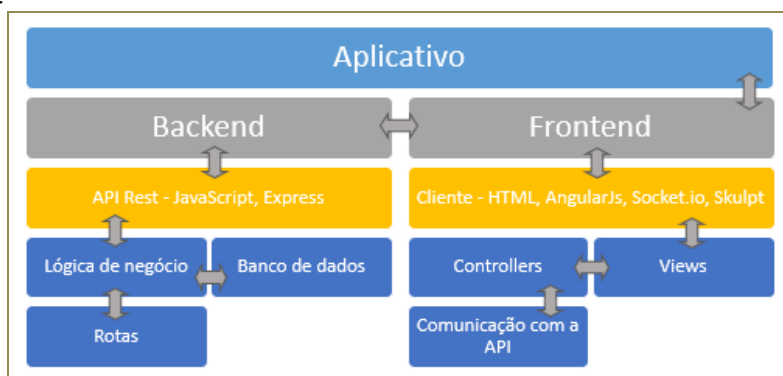 Aplicativo
Backend
Frontend
API Rest - JavaScript, Express
Cliente - HTML, AngularJs, Socket.io, Skulpt
Lógica de negócio
Banco de dados
Controllers
Views
Rotas
Comunicação com a
API